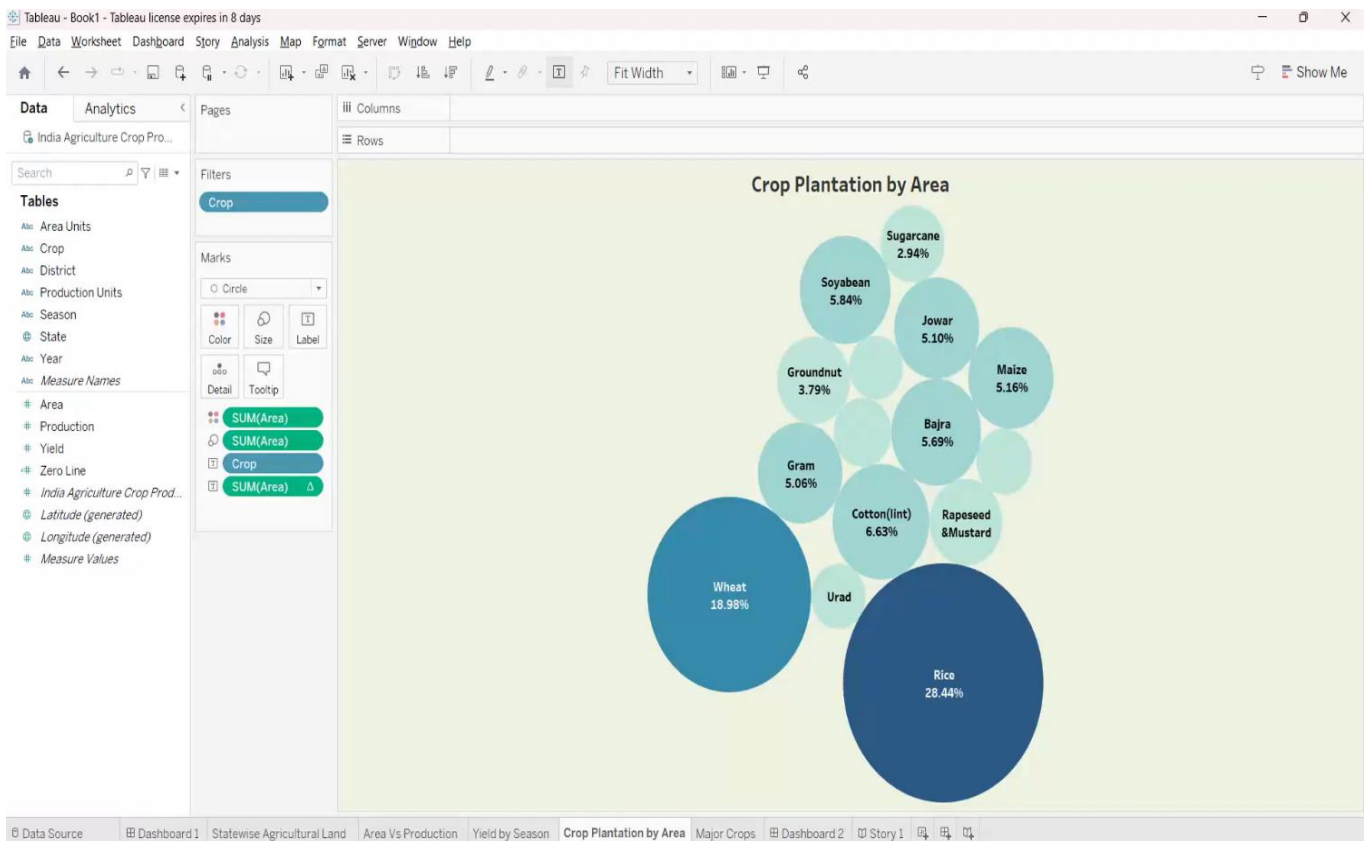 Tableau - Book1 - Tableau license expires in 8 days
File Data Worksheet Dashboard Story Analysis Map Format Server Window Help
Fit Width
Show Me
Data Analytics
India Agriculture Crop Pro...
Search
Tables
Abc Area Units
Abc Crop
Abc District
Abc Production Units
Abc Season
State
Abc Year
Abc Measure Names
# Area
# Production
# Yield
=# Zero Line
# India Agriculture Crop Prod...
Latitude (generated)
Longitude (generated)
# Measure Values
Pages
Filters
Crop
Marks
Circle
Color Size Label
Detail Tooltip
SUM(Area)
SUM(Area)
Crop
SUM(Area) Δ
Columns
Rows
Crop Plantation by Area
Sugarcane
2.94%
Soyabean
5.84%
Jowar
5.10%
Groundnut
3.79%
Maize
5.16%
Bajra
5.69%
Gram
5.06%
Cotton(lint)
6.63%
Rapeseed
&Mustard
Wheat
18.98%
Urad
Rice
28.44%
Data Source Dashboard 1 Statewise Agricultural Land Area Vs Production Yield by Season Crop Plantation by Area Major Crops Dashboard 2 Story 1